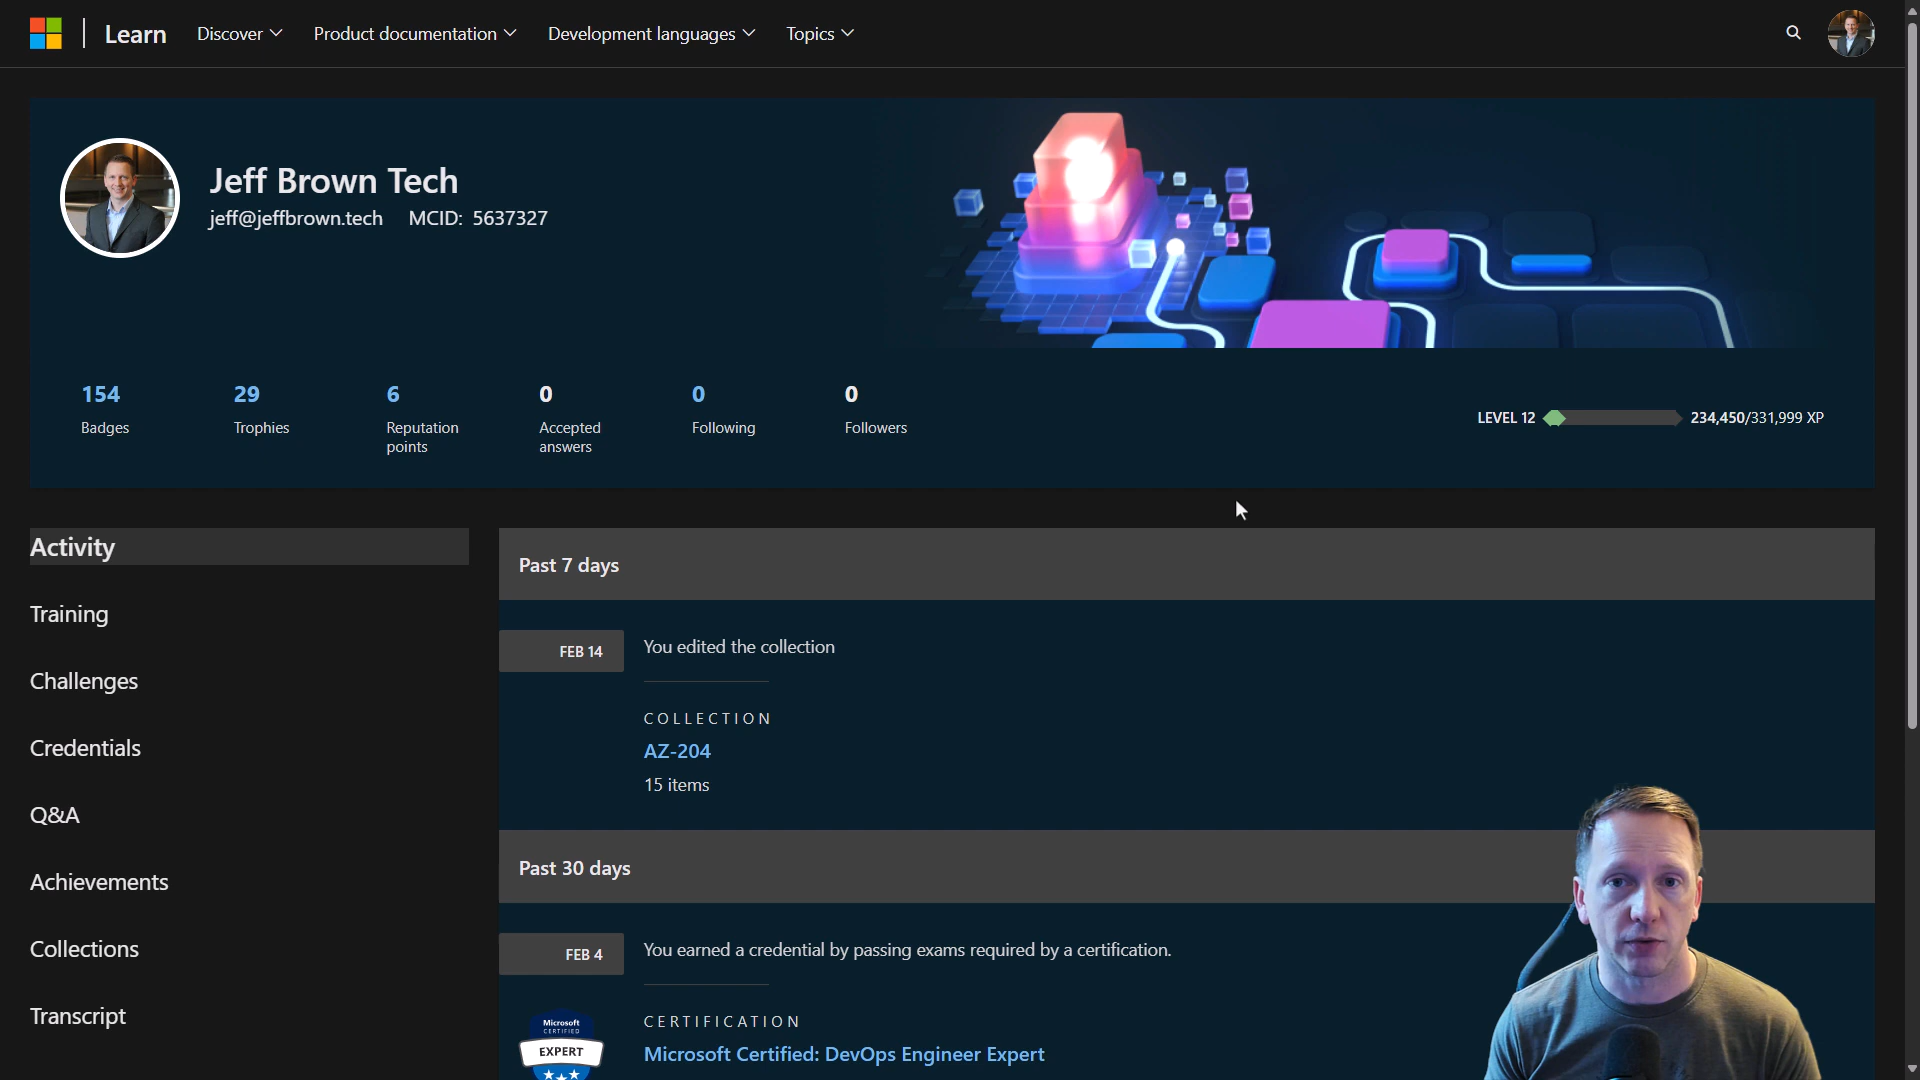 Learn Discover Product documentation Development languages Topics
Jeff Brown Tech
jeff@jeffbrown.tech MCID: 5637327
154 29 6 0 0 0
Badges Trophies Reputation points Accepted answers Following Followers
LEVEL 12 234,450/331,999 XP
Activity
Training
Challenges
Credentials
Q&A
Achievements
Collections
Transcript
Past 7 days
FEB 14 You edited the collection
COLLECTION
AZ-204
15 items
Past 30 days
FEB 4 You earned a credential by passing exams required by a certification.
Microsoft
CERTIFIED
EXPERT
CERTIFICATION
Microsoft Certified: DevOps Engineer Expert